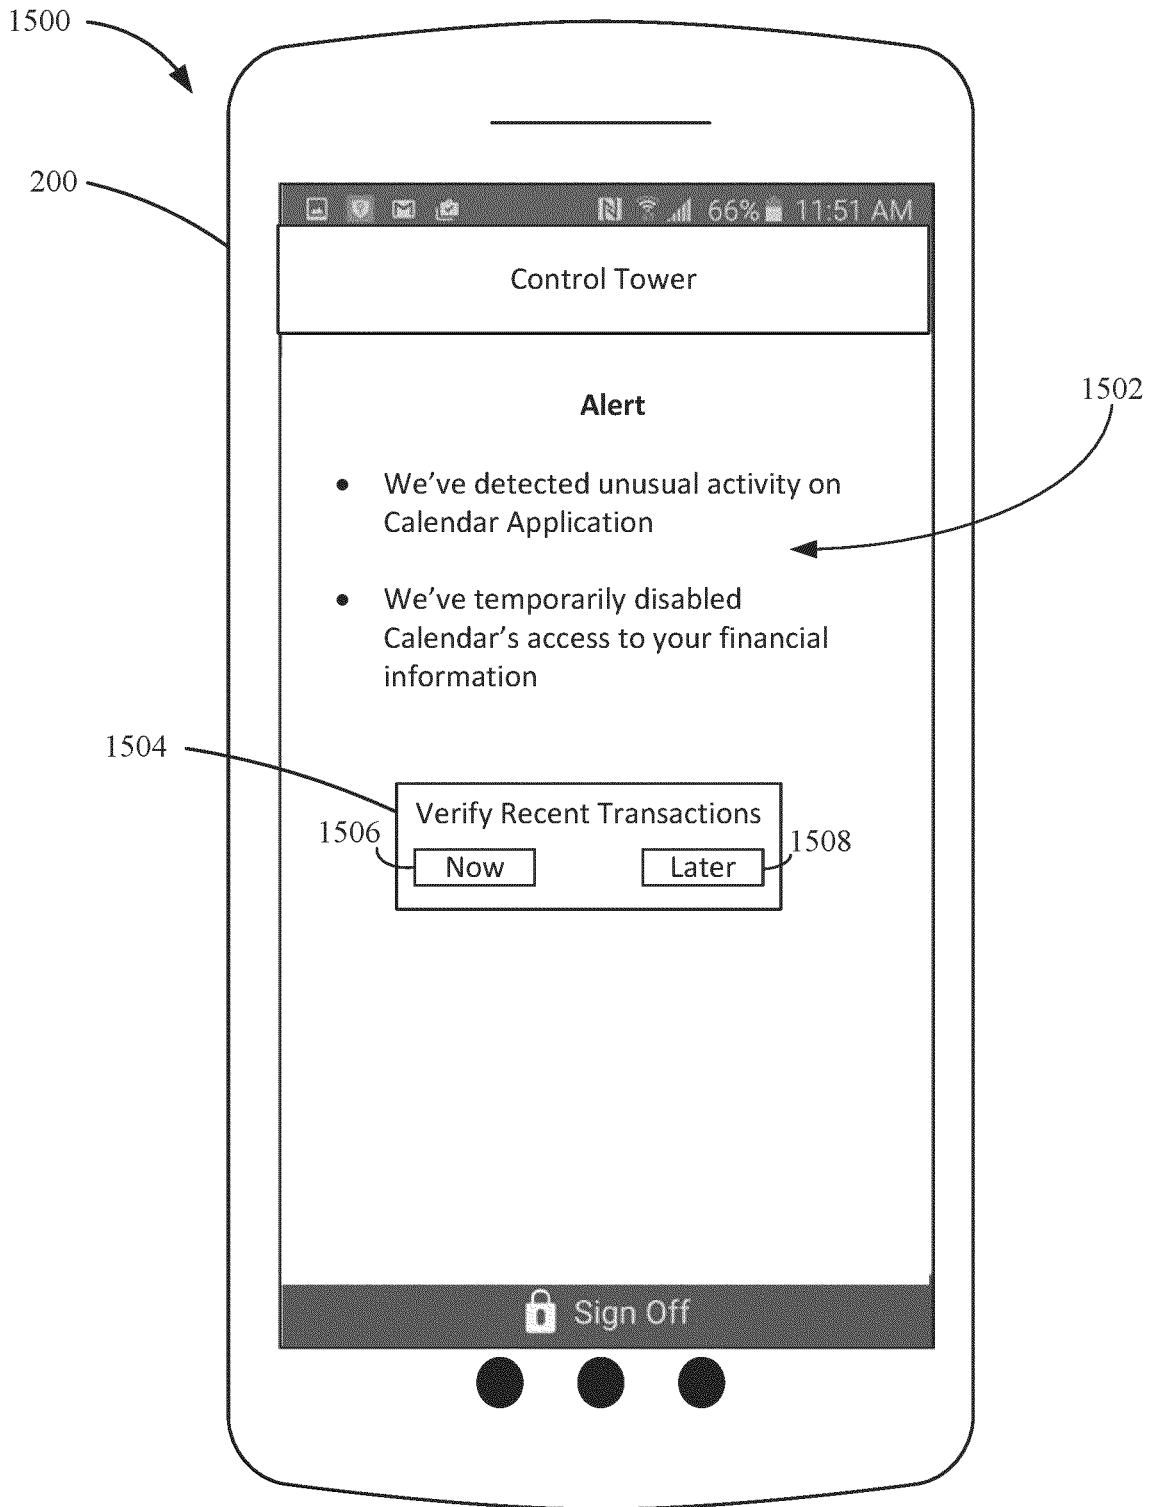 1500
200
66% 11:51 AM
Control Tower
Alert
1502
• We’ve detected unusual activity on
Calendar Application
• We’ve temporarily disabled
Calendar’s access to your financial
information
1504
Verify Recent Transactions
1506
1508
Now
Later
Sign Off